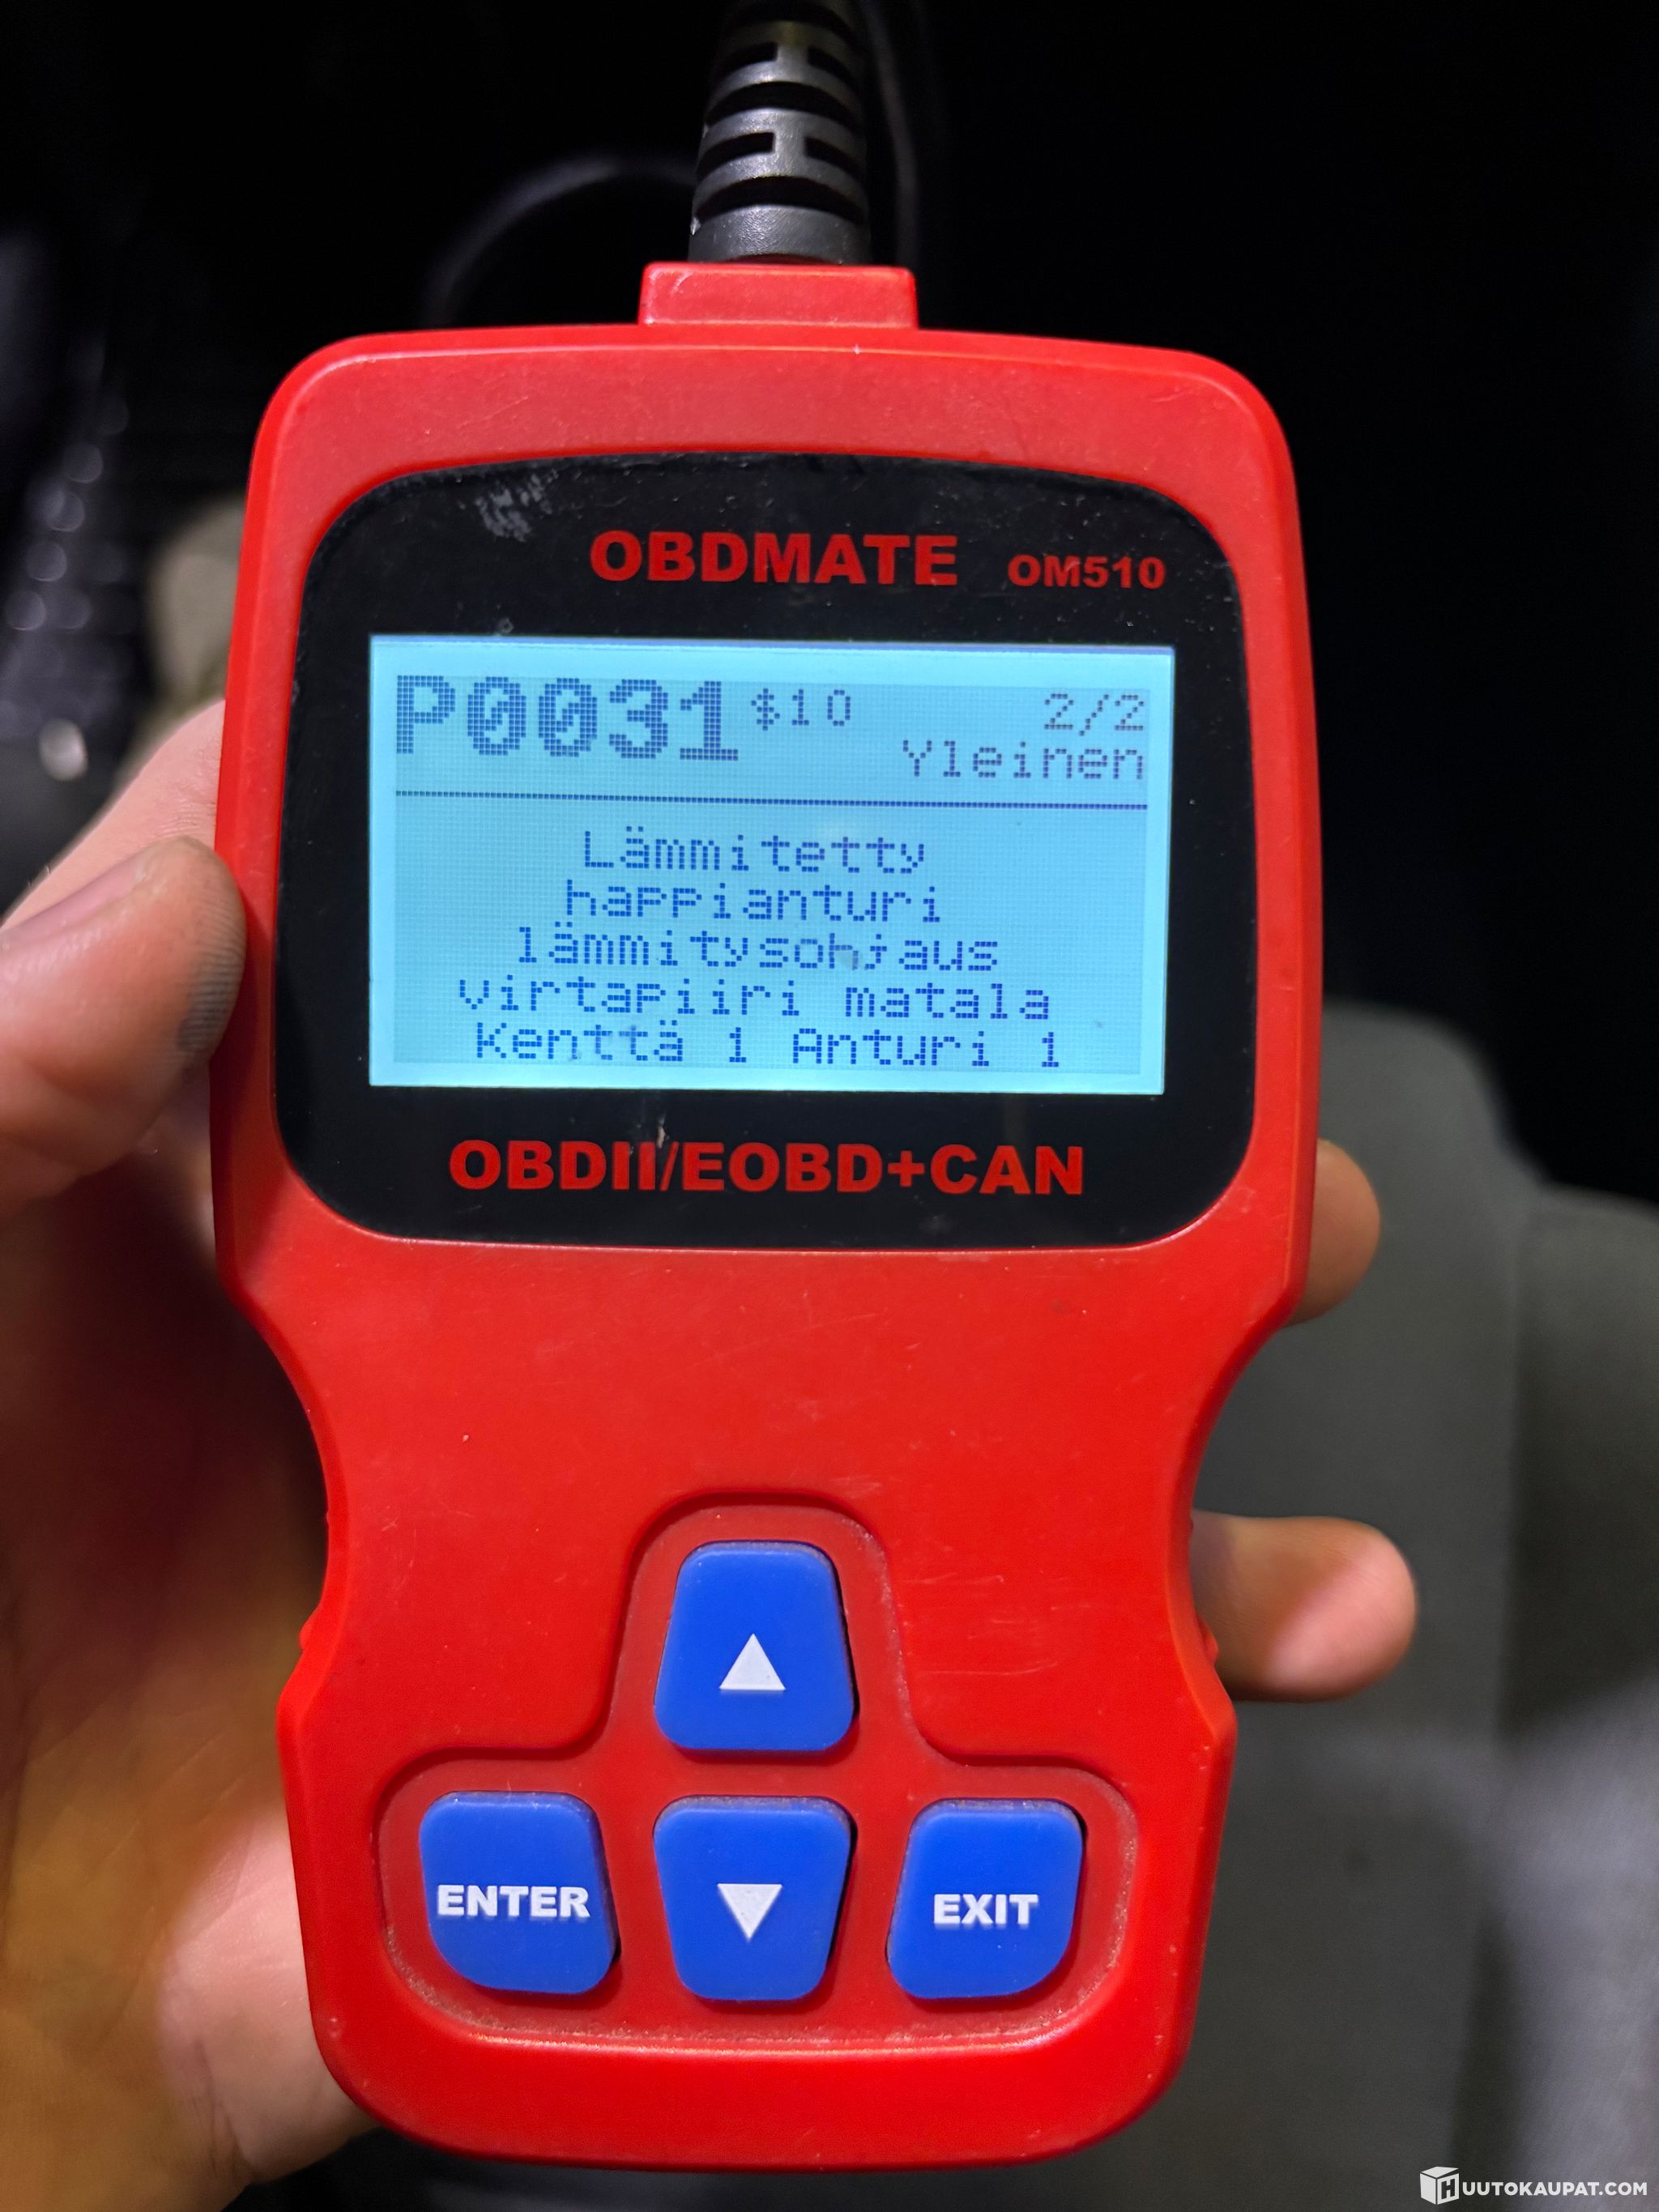 OBDMATE OM510
P0031 $10 2/2
Yleinen
Lämmitetty
happianturi
lämmitysohjaus
virtapiiri matala
Kenttä 1 Anturi 1
OBDII/EOBD+CAN
ENTER EXIT
HUUTOKAUPAT.COM